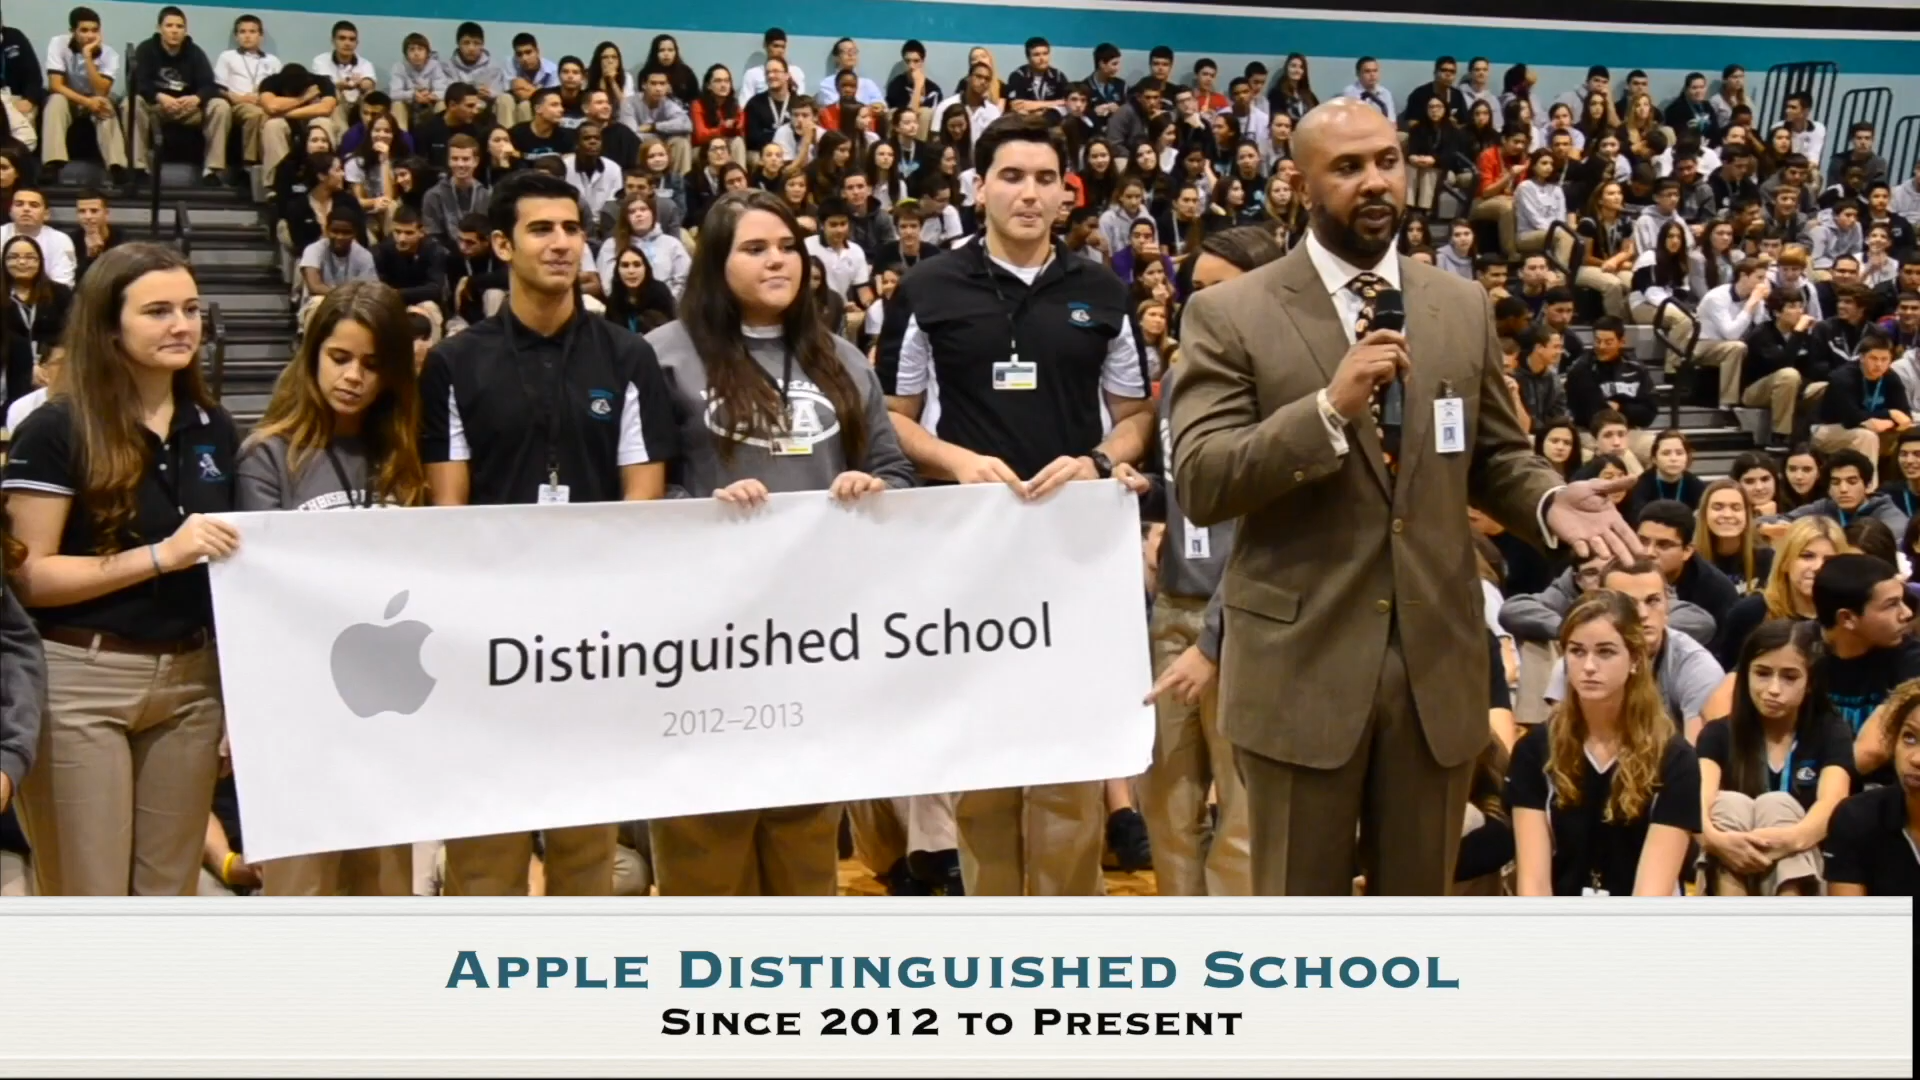 Distinguished School
2012–2013
Apple Distinguished School
Since 2012 to Present